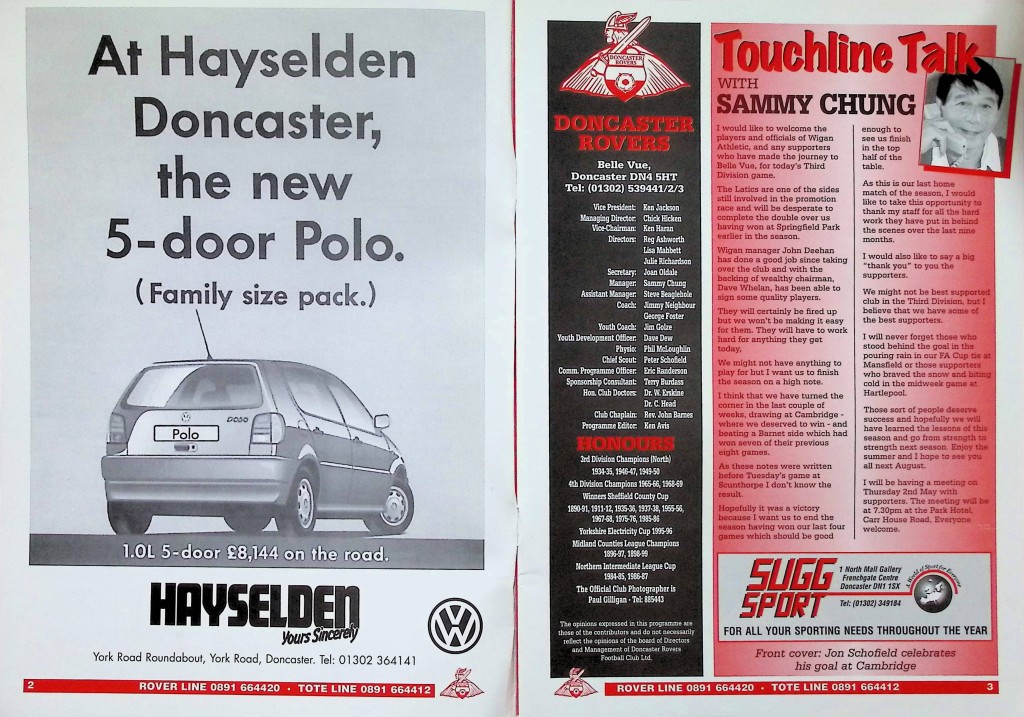 At Hayselden
Doncaster,
the new
5-door Polo.
(Family size pack.)
POLO
Polo
1.0L 5-door £8,144 on the road.
HAYSELDEN
Yours Sincerely
York Road Roundabout, York Road, Doncaster. Tel: 01302 364141
2
ROVER LINE 0891 664420 · TOTE LINE 0891 664412
DONCASTER
ROVERS
DONCASTER
ROVERS
Belle Vue,
Doncaster DN4 5HT
Tel: (01302) 539441/2/3
Vice President: Ken Jackson
Managing Director: Chick Hicken
Vice-Chairman: Ken Haran
Directors: Reg Ashworth
Lisa Mabbett
Julie Richardson
Secretary: Joan Oldale
Manager: Sammy Chung
Assistant Manager: Steve Beaglehole
Coach: Jimmy Neighbour
George Foster
Youth Coach: Jim Golze
Youth Development Officer: Dave Dew
Physio: Phil McLoughlin
Chief Scout: Peter Schofield
Comm. Programme Officer: Eric Randerson
Sponsorship Consultant: Terry Burdass
Hon. Club Doctors: Dr. W. Erskine
Dr. C. Head
Club Chaplain: Rev. John Barnes
Programme Editor: Ken Avis
HONOURS
3rd Division Champions (North)
1934-35, 1946-47, 1949-50
4th Division Champions 1965-66, 1968-69
Winners Sheffield County Cup
1890-91, 1911-12, 1935-36, 1937-38, 1955-56,
1967-68, 1975-76, 1985-86
Yorkshire Electricity Cup 1995-96
Midland Counties League Champions
1896-97, 1898-99
Northern Intermediate League Cup
1984-85, 1986-87
The Official Club Photographer is
Paul Gilligan - Tel: 885443
The opinions expressed in this programme are
those of the contributors and do not necessarily
reflect the opinions of the board of Directors
and Management of Doncaster Rovers
Football Club Ltd.
Touchline Talk
WITH
SAMMY CHUNG
I would like to welcome the
players and officials of Wigan
Athletic, and any supporters
who have made the journey to
Belle Vue, for today's Third
Division game.
The Latics are one of the sides
still involved in the promotion
race and will be desperate to
complete the double over us
having won at Springfield Park
earlier in the season.
Wigan manager John Deehan
has done a good job since taking
over the club and with the
backing of wealthy chairman,
Dave Whelan, has been able to
sign some quality players.
They will certainly be fired up
but we won't be making it easy
for them. They will have to work
hard for anything they get
today,
We might not have anything to
play for but I want us to finish
the season on a high note.
I think that we have turned the
corner in the last couple of
weeks, drawing at Cambridge -
where we deserved to win - and
beating a Barnet side which had
won seven of their previous
eight games.
As these notes were written
before Tuesday's game at
Scunthorpe I don't know the
result.
Hopefully it was a victory
because I want us to end the
season having won our last four
games which should be good
enough to
see us finish
in the top
half of the
table.
As this is our last home
match of the season, I would
like to take this opportunity to
thank my staff for all the hard
work they have put in behind
the scenes over the last nine
months.
I would also like to say a big
"thank you" to you the
supporters.
We might not be best supported
club in the Third Division, but I
believe that we have some of
the best supporters.
I will never forget those who
stood behind the goal in the
pouring rain in our FA Cup tie at
Mansfield or those supporters
who braved the snow and biting
cold in the midweek game at
Hartlepool.
Those sort of people deserve
success and hopefully we will
have learned the lessons of this
season and go from strength to
strength next season. Enjoy the
summer and I hope to see you
all next August.
I will be having a meeting on
Thursday 2nd May with
supporters. The meeting will be
at 7.30pm at the Park Hotel,
Carr House Road, Everyone
welcome.
SUGG
SPORT
1 North Mall Gallery
Frenchgate Centre
Doncaster DN1 1SX
Tel: (01302) 349184
A World of Sport for Everyone
FOR ALL YOUR SPORTING NEEDS THROUGHOUT THE YEAR
Front cover: Jon Schofield celebrates
his goal at Cambridge
ROVER LINE 0891 664420 · TOTE LINE 0891 664412
3